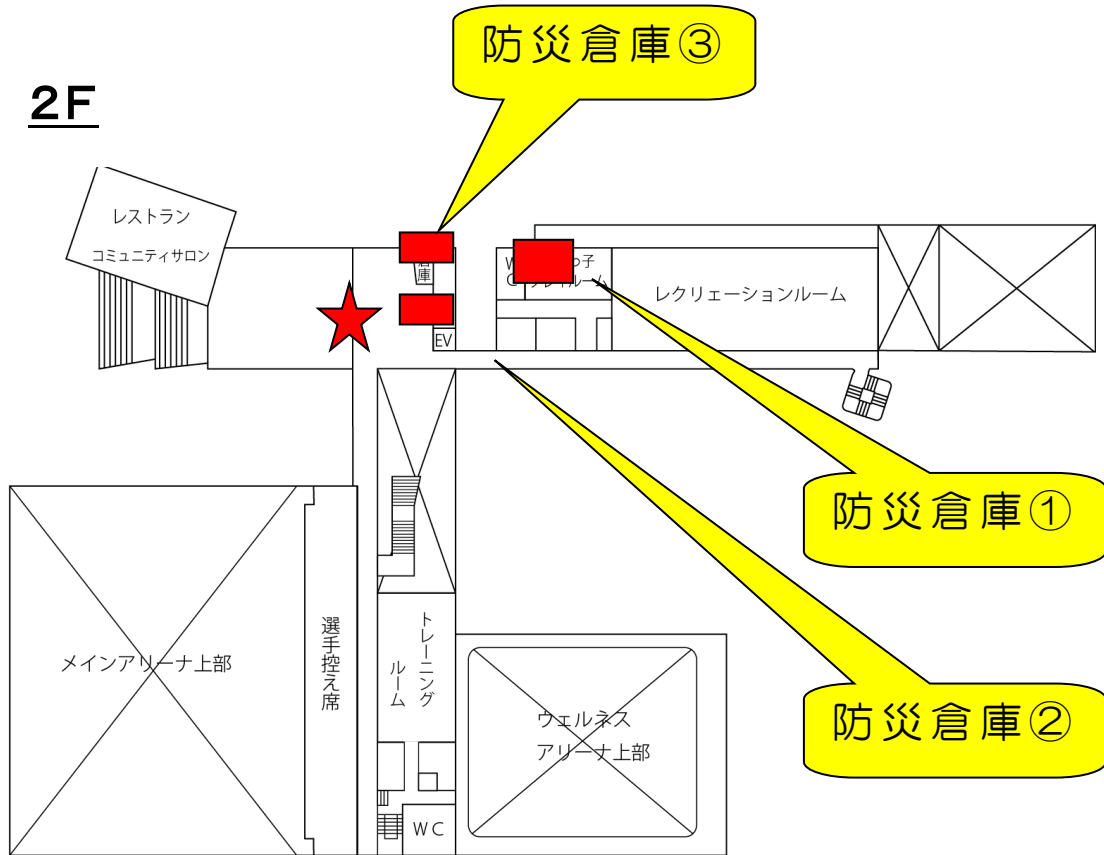 防災倉庫③
2F
レストラン
コミュニティサロン
倉庫
EV
レクリェーションルーム
防災倉庫①
メインアリーナ上部
選手控え席
トレーニング
ルーム
ウェルネス
アリーナ上部
防災倉庫②
WC